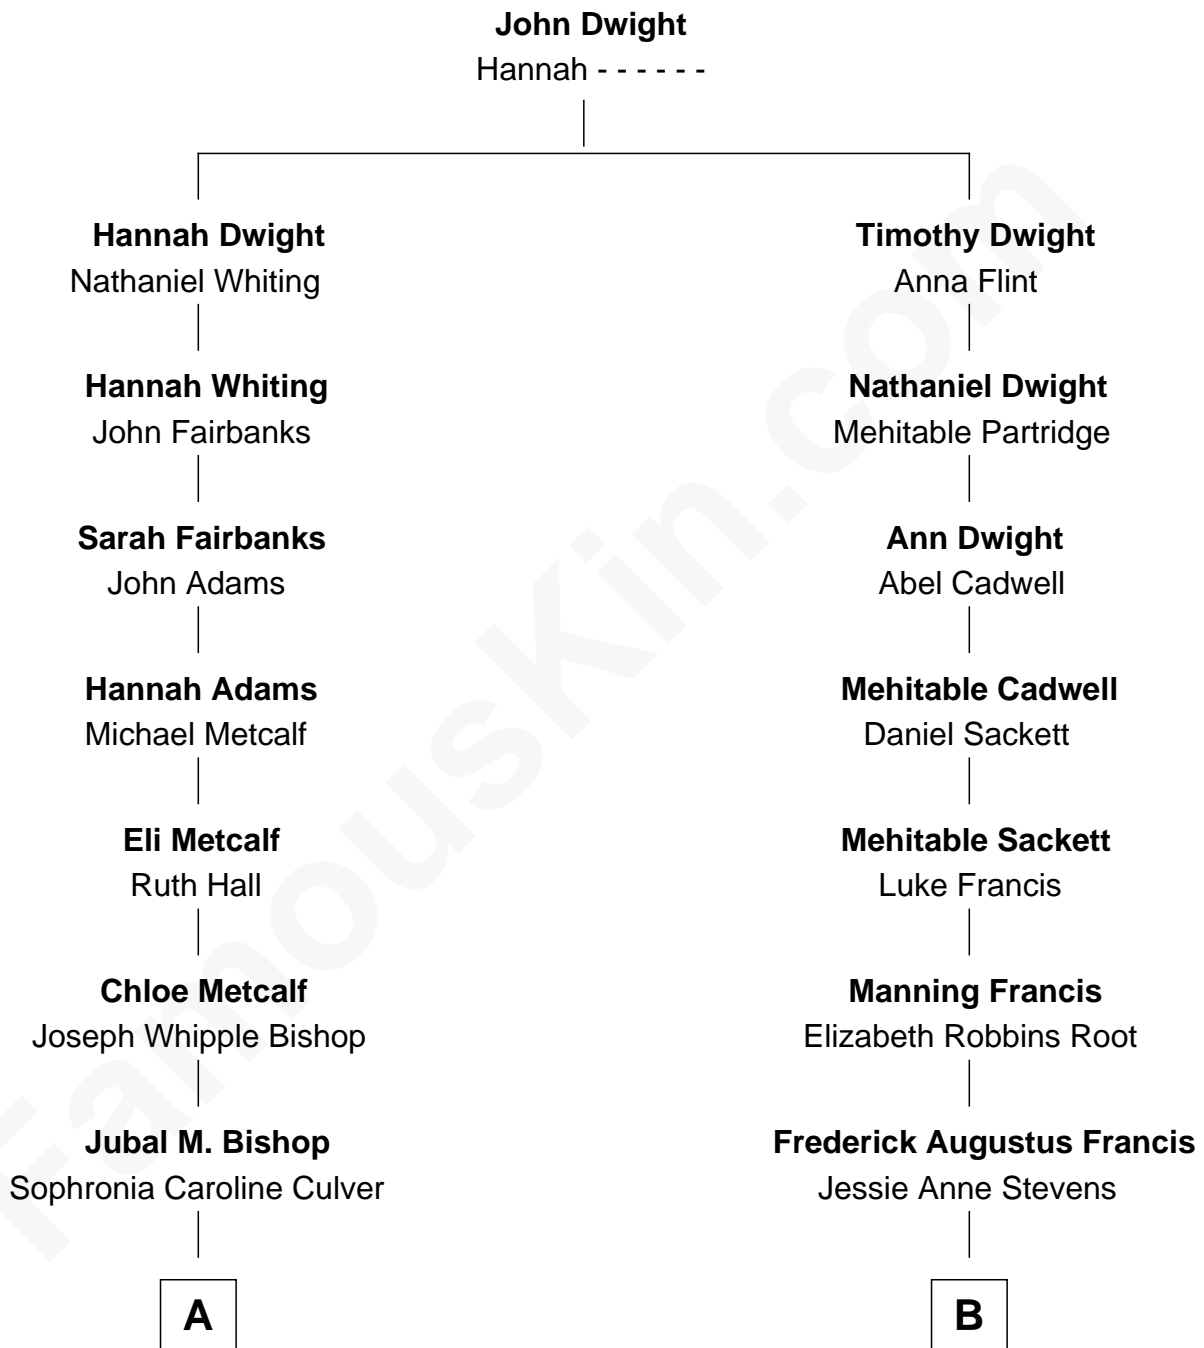 John Dwight
Hannah - - - - - -
Hannah Dwight
Nathaniel Whiting
Timothy Dwight
Anna Flint
Hannah Whiting
John Fairbanks
Nathaniel Dwight
Mehitable Partridge
Sarah Fairbanks
John Adams
Ann Dwight
Abel Cadwell
Hannah Adams
Michael Metcalf
Mehitable Cadwell
Daniel Sackett
Eli Metcalf
Ruth Hall
Mehitable Sackett
Luke Francis
Chloe Metcalf
Joseph Whipple Bishop
Manning Francis
Elizabeth Robbins Root
Jubal M. Bishop
Sophronia Caroline Culver
Frederick Augustus Francis
Jessie Anne Stevens
A
B
FamousKin.com